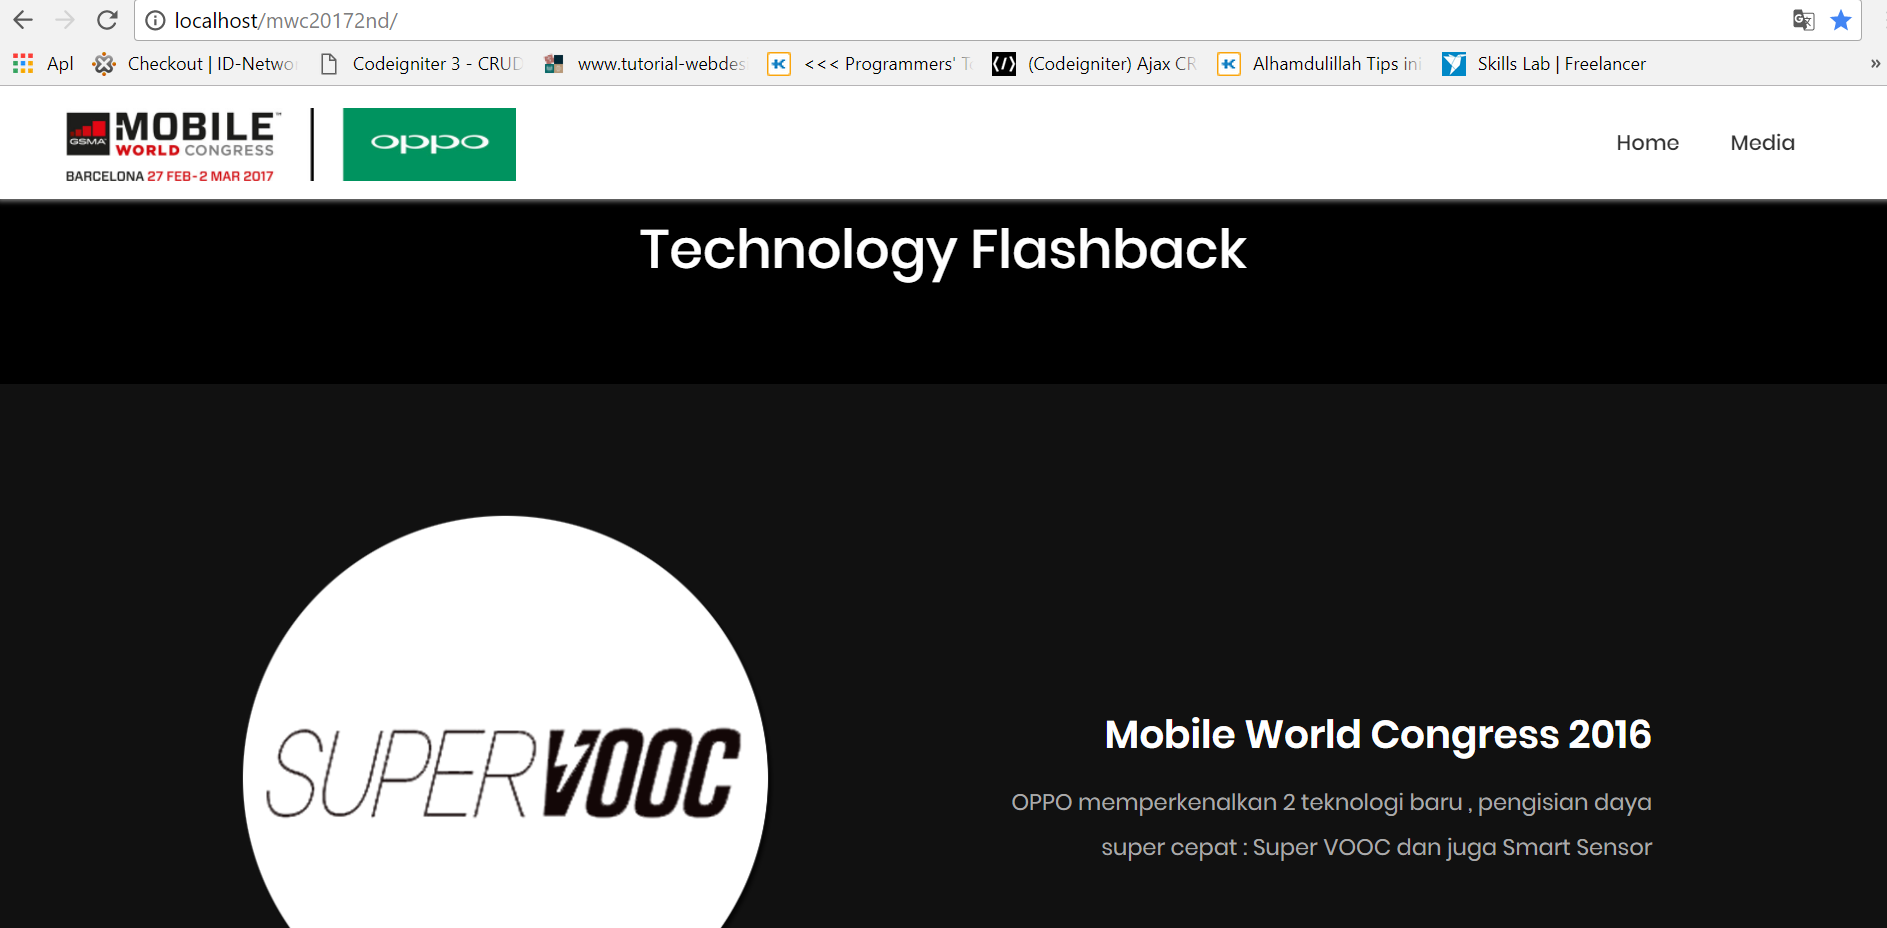 localhost/mwc20172nd/
Apl
Checkout | ID-Netwo
Codeigniter 3 - CRUD
www.tutorial-webdes
<<< Programmers' T
(Codeigniter) Ajax CR
Alhamdulillah Tips ini
Skills Lab | Freelancer
»
GSMA
MOBILE™
WORLD CONGRESS
BARCELONA 27 FEB-2 MAR 2017
oppo
Home
Media
Technology Flashback
SUPERVOOC
Mobile World Congress 2016
OPPO memperkenalkan 2 teknologi baru , pengisian daya
super cepat : Super VOOC dan juga Smart Sensor